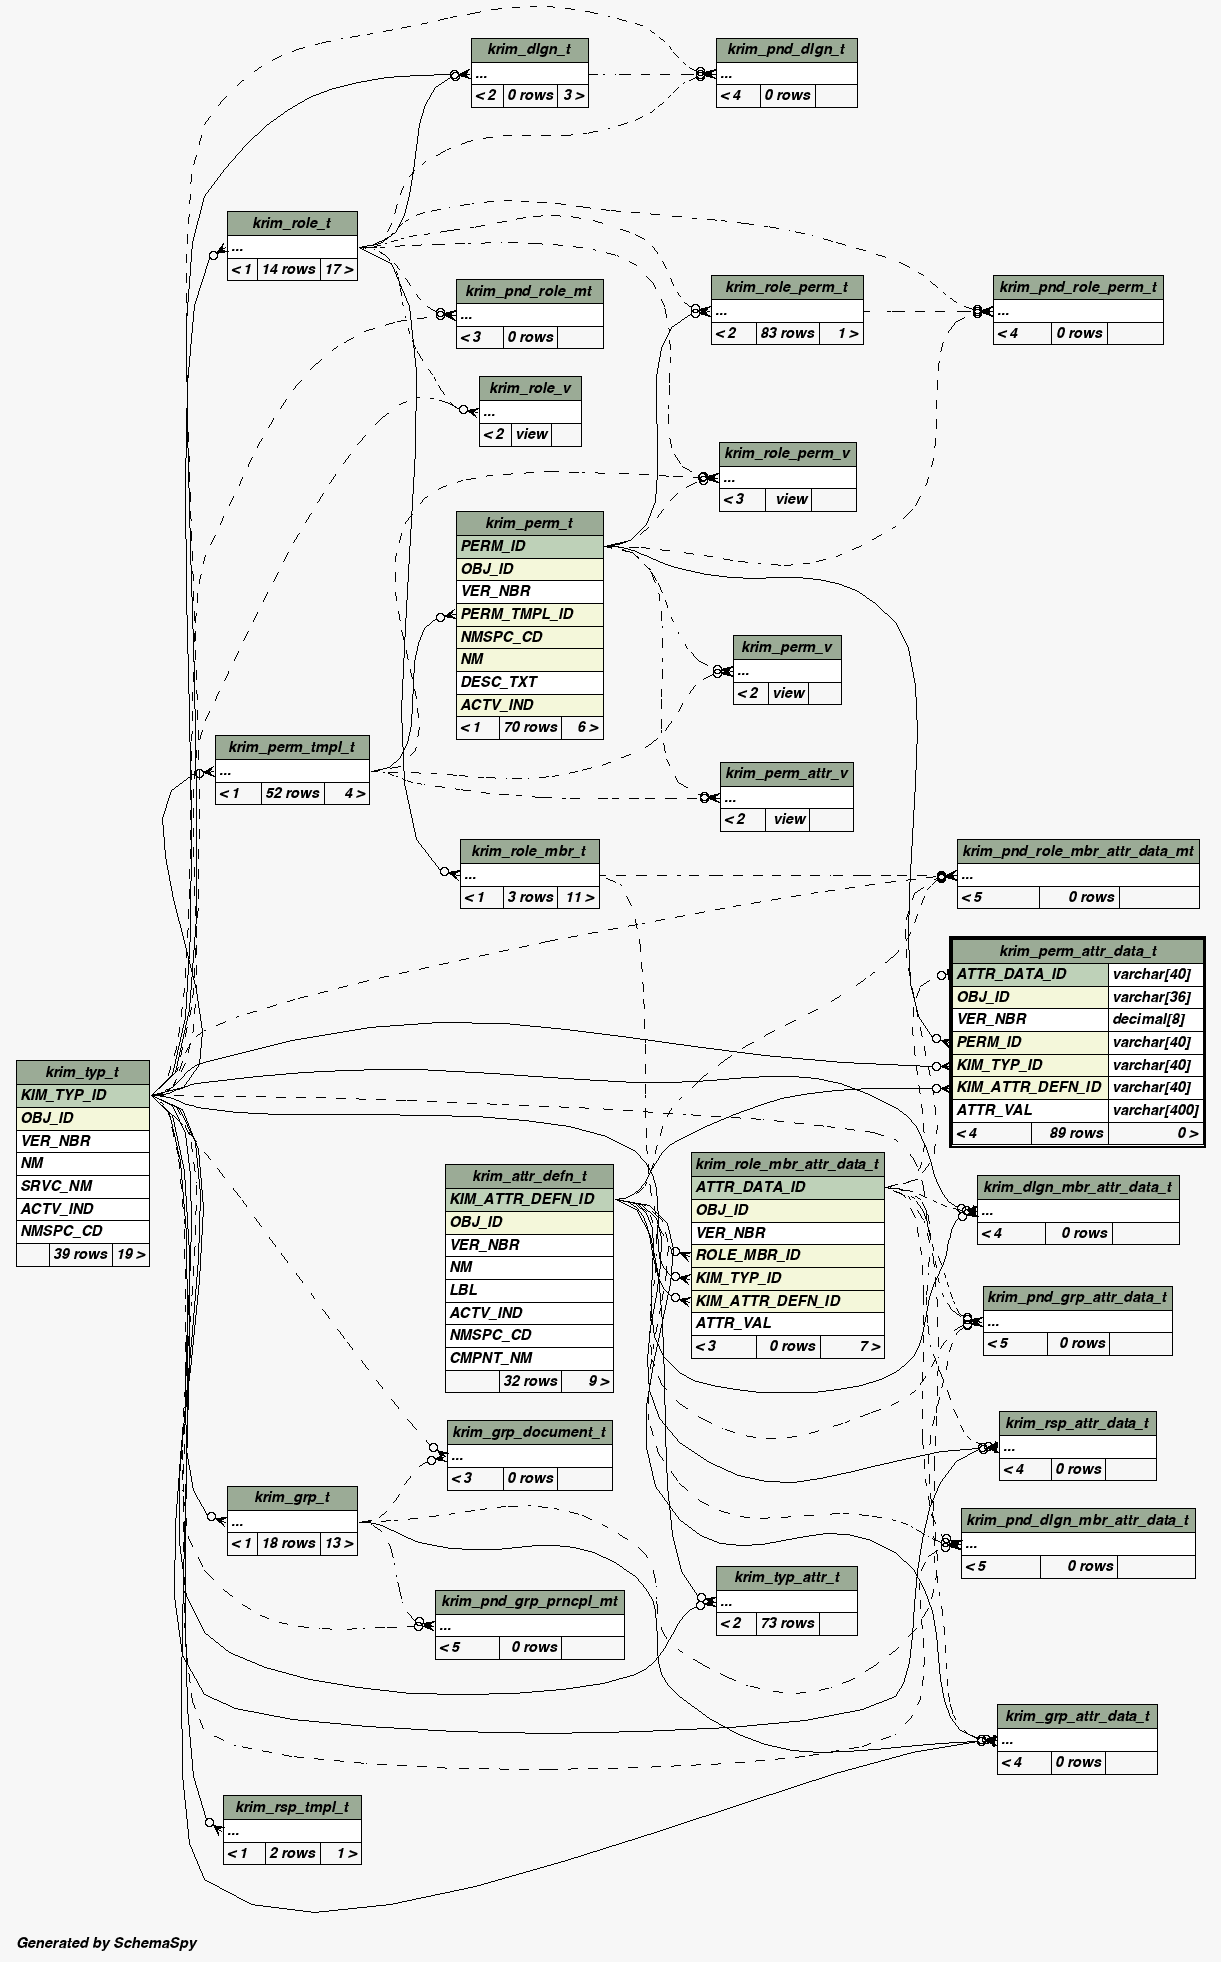 krim_dlgn_t
...
< 2 0 rows 3 >
krim_pnd_dlgn_t
...
< 4 0 rows
krim_role_t
...
< 1 14 rows 17 >
krim_pnd_role_mt
...
< 3 0 rows
krim_role_perm_t
...
< 2 83 rows 1 >
krim_pnd_role_perm_t
...
< 4 0 rows
krim_role_v
...
< 2 view
krim_role_perm_v
...
< 3 view
krim_perm_t
PERM_ID
OBJ_ID
VER_NBR
PERM_TMPL_ID
NMSPC_CD
NM
DESC_TXT
ACTV_IND
< 1 70 rows 6 >
krim_perm_v
...
< 2 view
krim_perm_tmpl_t
...
< 1 52 rows 4 >
krim_perm_attr_v
...
< 2 view
krim_role_mbr_t
...
< 1 3 rows 11 >
krim_pnd_role_mbr_attr_data_mt
...
< 5 0 rows
krim_perm_attr_data_t
ATTR_DATA_ID varchar[40]
OBJ_ID varchar[36]
VER_NBR decimal[8]
PERM_ID varchar[40]
KIM_TYP_ID varchar[40]
KIM_ATTR_DEFN_ID varchar[40]
ATTR_VAL varchar[400]
< 4 89 rows 0 >
krim_typ_t
KIM_TYP_ID
OBJ_ID
VER_NBR
NM
SRVC_NM
ACTV_IND
NMSPC_CD
39 rows 19 >
krim_attr_defn_t
KIM_ATTR_DEFN_ID
OBJ_ID
VER_NBR
NM
LBL
ACTV_IND
NMSPC_CD
CMPNT_NM
32 rows 9 >
krim_role_mbr_attr_data_t
ATTR_DATA_ID
OBJ_ID
VER_NBR
ROLE_MBR_ID
KIM_TYP_ID
KIM_ATTR_DEFN_ID
ATTR_VAL
< 3 0 rows 7 >
krim_dlgn_mbr_attr_data_t
...
< 4 0 rows
krim_pnd_grp_attr_data_t
...
< 5 0 rows
krim_grp_document_t
...
< 3 0 rows
krim_rsp_attr_data_t
...
< 4 0 rows
krim_grp_t
...
< 1 18 rows 13 >
krim_pnd_dlgn_mbr_attr_data_t
...
< 5 0 rows
krim_typ_attr_t
...
< 2 73 rows
krim_pnd_grp_prncpl_mt
...
< 5 0 rows
krim_grp_attr_data_t
...
< 4 0 rows
krim_rsp_tmpl_t
...
< 1 2 rows 1 >
Generated by SchemaSpy